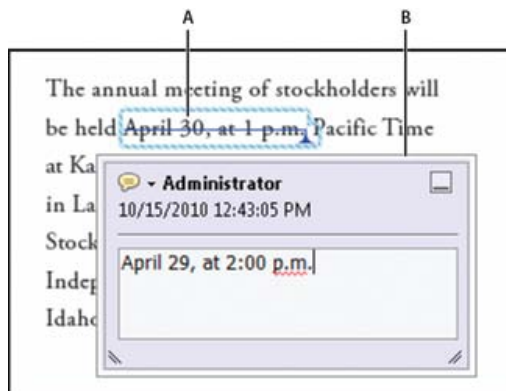 A B
The annual meeting of stockholders will
be held April 30, at 1 p.m. Pacific Time
at Ka
in La
Stock
Indep
Idaho
Administrator
10/15/2010 12:43:05 PM
April 29, at 2:00 p.m.